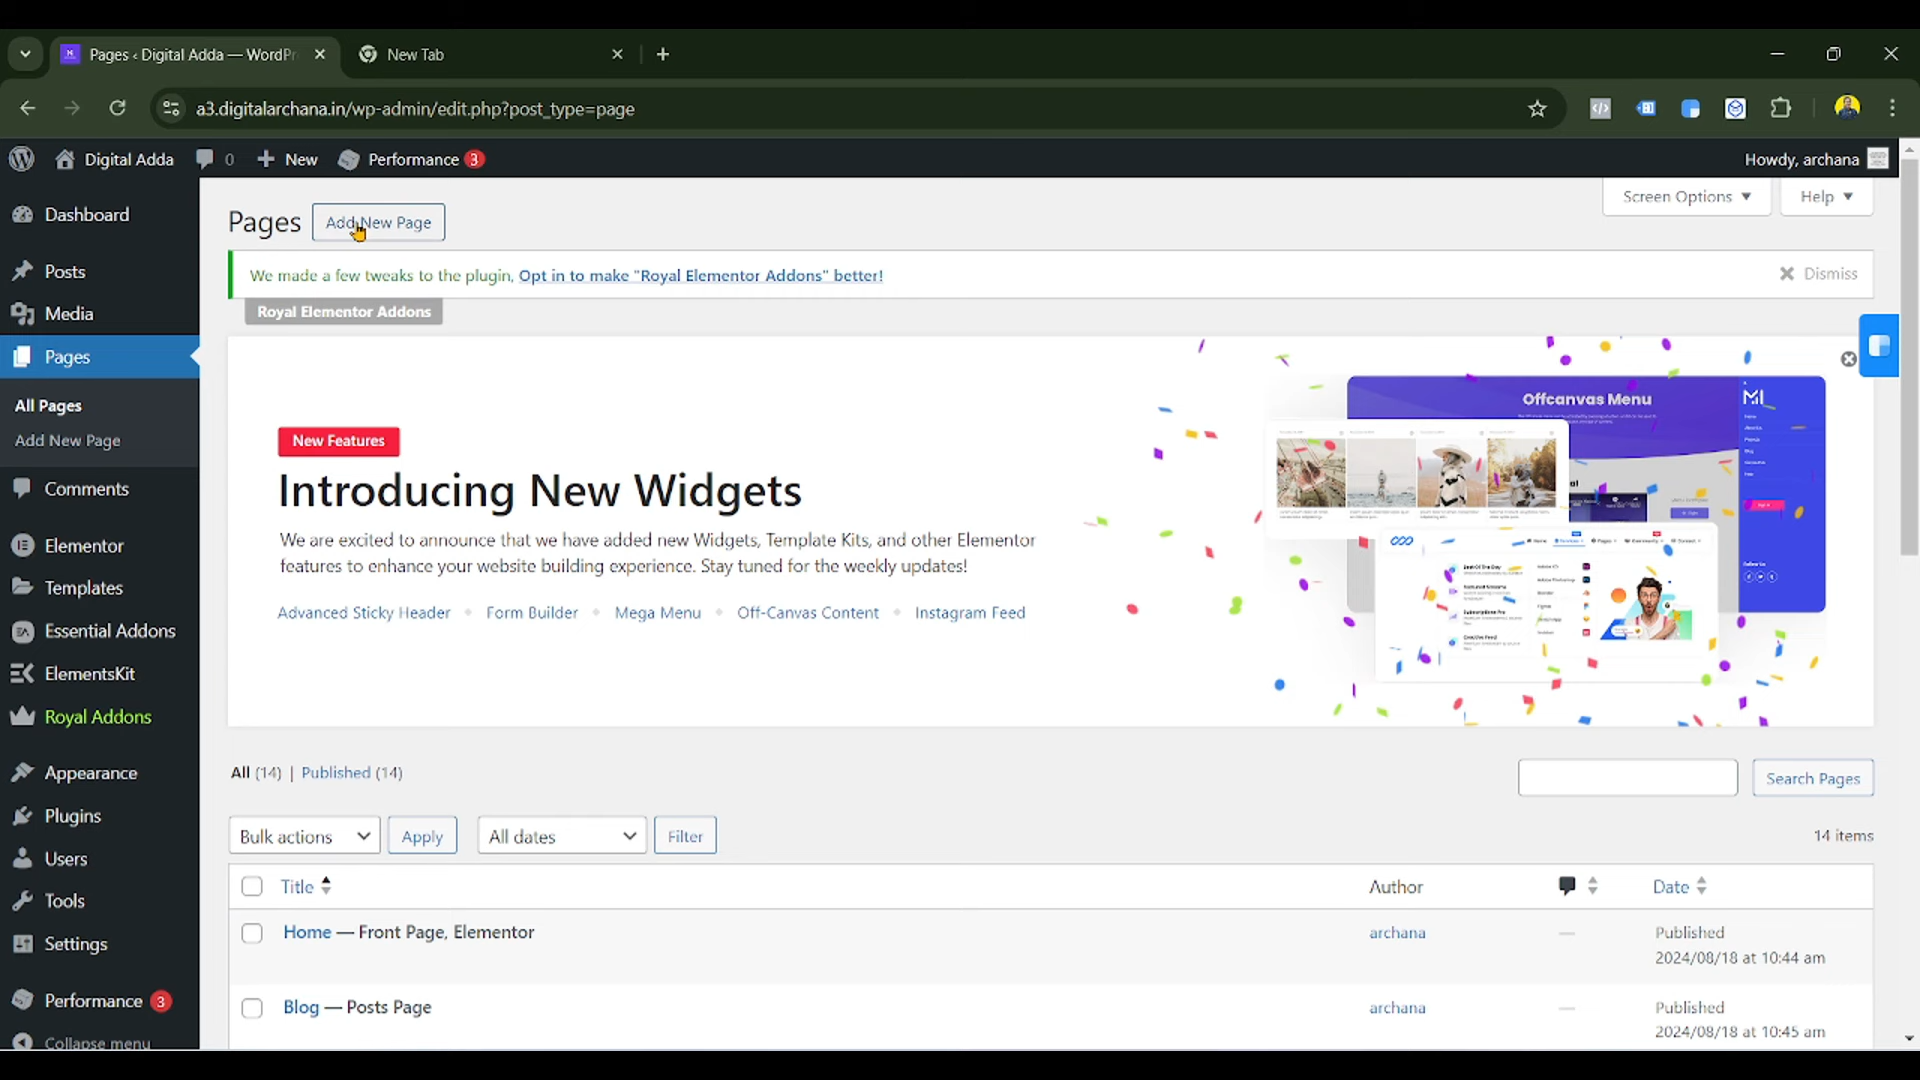 Pages ‹ Digital Adda — WordPr
New Tab
a3.digitalarchana.in/wp-admin/edit.php?post_type=page
Digital Adda
0
New
Performance 3
Howdy, archana
Dashboard
Posts
Media
Pages
All Pages
Add New Page
Comments
Elementor
Templates
Essential Addons
ElementsKit
Royal Addons
Appearance
Plugins
Users
Tools
Settings
Performance 3
Collapse menu
Screen Options
Help
Pages
Add New Page
We made a few tweaks to the plugin, Opt in to make "Royal Elementor Addons" better!
Dismiss
Royal Elementor Addons
New Features
Introducing New Widgets
We are excited to announce that we have added new Widgets, Template Kits, and other Elementor
features to enhance your website building experience. Stay tuned for the weekly updates!
Advanced Sticky Header
Form Builder
Mega Menu
Off-Canvas Content
Instagram Feed
Offcanvas Menu
All (14) | Published (14)
Search Pages
Bulk actions
Apply
All dates
Filter
14 items
Title
Author
Date
Home — Front Page, Elementor
archana
—
Published
2024/08/18 at 10:44 am
Blog — Posts Page
archana
—
Published
2024/08/18 at 10:45 am